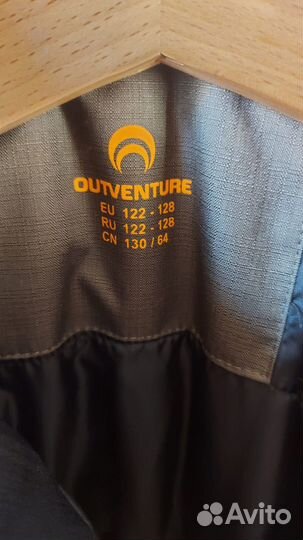 OUTVENTURE
EU 122 - 128
RU 122 - 128
CN 130 / 64
Avito